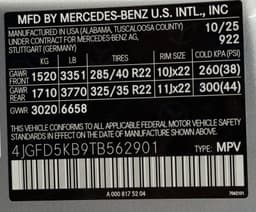 MFD BY MERCEDES-BENZ U.S. INTL., INC
MANUFACTURED IN USA (ALABAMA, TUSCALOOSA COUNTY)
UNDER CONTRACT FOR MERCEDES-BENZ AG,
STUTTGART (GERMANY)
10/25
922
KG LB TIRES RIM SIZE COLD KPA (PSI)
GAWR FRONT 1520 3351 285/40 R22 10Jx22 260(38)
GAWR REAR 1710 3770 325/35 R22 11Jx22 300(44)
GVWR 3020 6658
THIS VEHICLE CONFORMS TO ALL APPLICABLE FEDERAL MOTOR VEHICLE SAFETY
STANDARDS IN EFFECT ON THE DATE OF MANUFACTURE SHOWN ABOVE.
4JGFD5KB9TB562901 TYPE: MPV
A 000 817 52 04